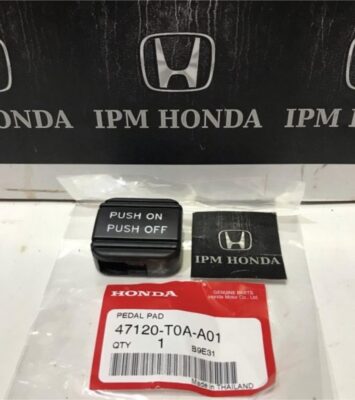 IPM HONDA
IPM HONDA
IPM HONDA
PUSH ON
PUSH OFF
IPM HONDA
HONDA
GENUINE PARTS
Honda Motor Co., Ltd.
PEDAL PAD
47120-T0A-A01
QTY 1 B9E31
Made in THAILAND